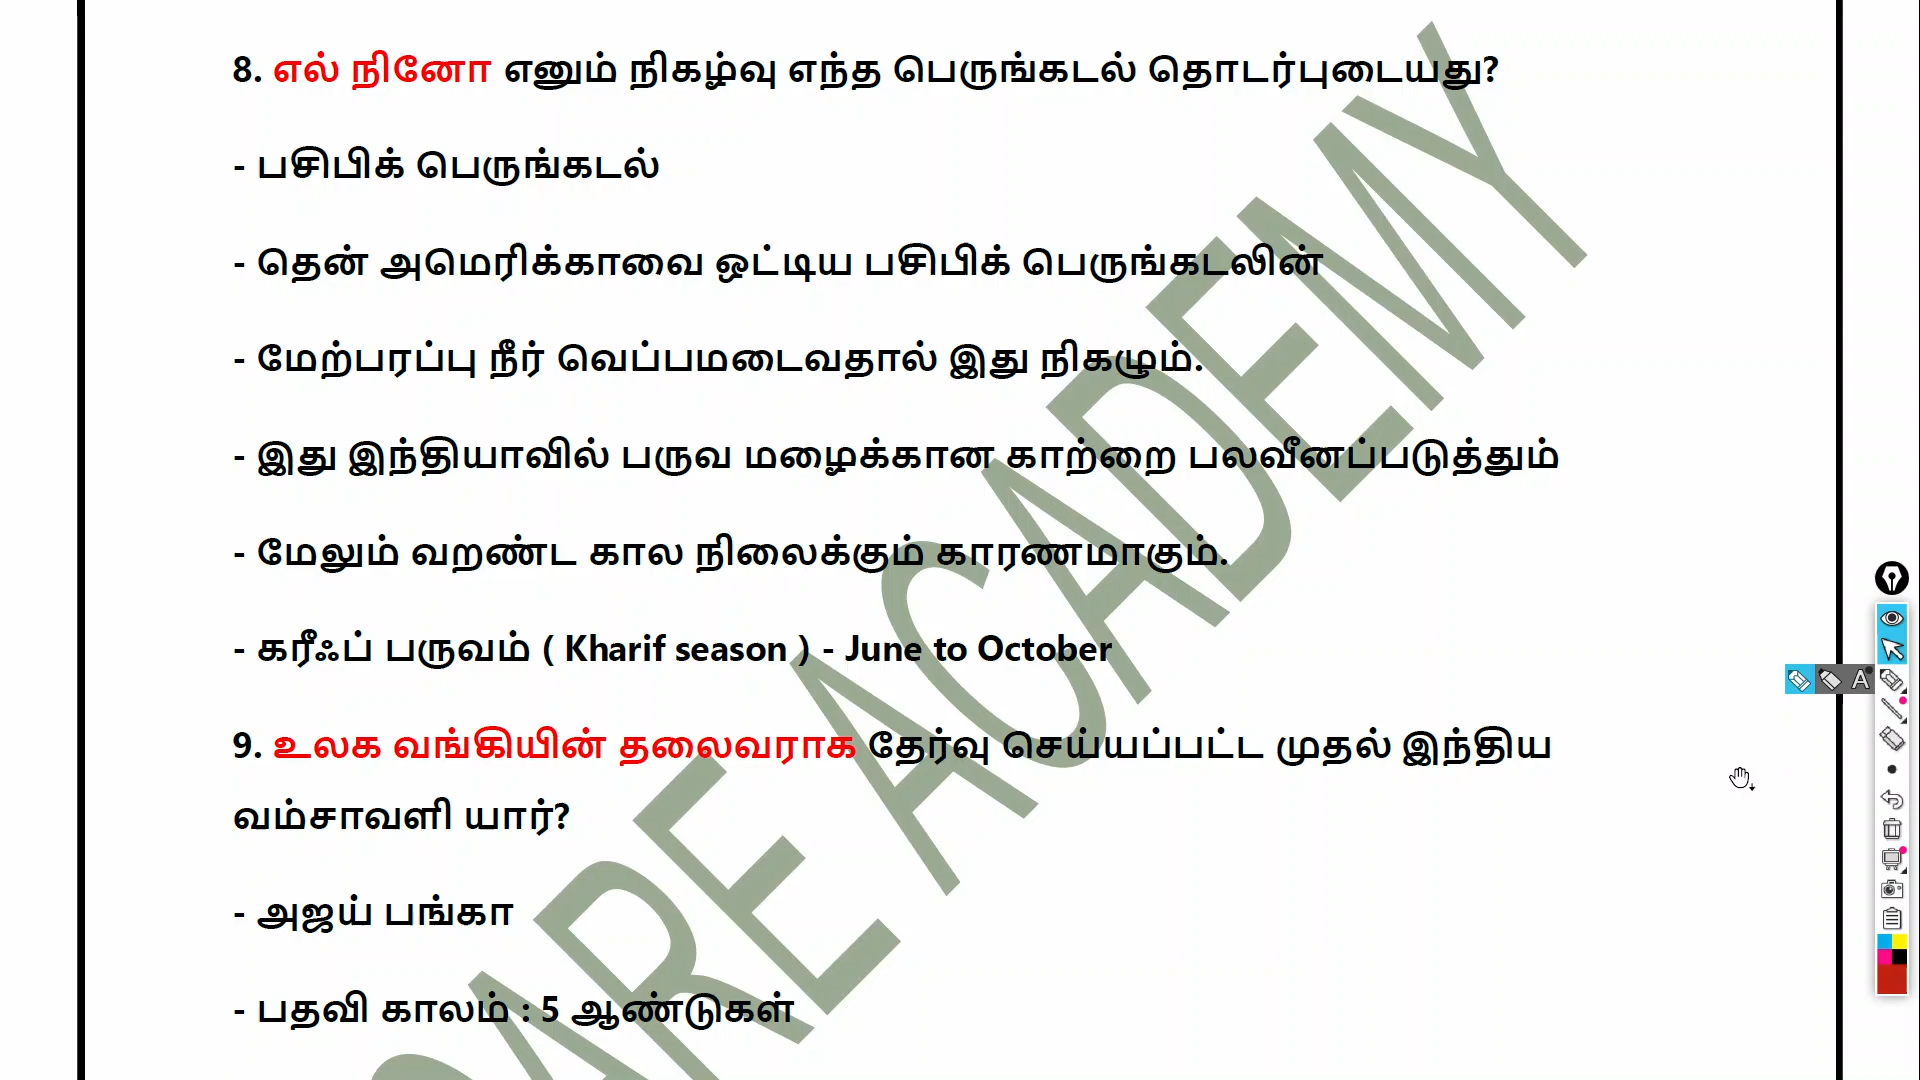 8. எல் நினோ எனும் நிகழ்வு எந்த பெருங்கடல் தொடர்புடையது?
- பசிபிக் பெருங்கடல்
- தென் அமெரிக்காவை ஒட்டிய பசிபிக் பெருங்கடலின்
- மேற்பரப்பு நீர் வெப்பமடைவதால் இது நிகழும்.
- இது இந்தியாவில் பருவ மழைக்கான காற்றை பலவீனப்படுத்தும்
- மேலும் வறண்ட கால நிலைக்கும் காரணமாகும்.
- கரீஃப் பருவம் ( Kharif season ) - June to October
9. உலக வங்கியின் தலைவராக தேர்வு செய்யப்பட்ட முதல் இந்திய
வம்சாவளி யார்?
- அஜய் பங்கா
- பதவி காலம் : 5 ஆண்டுகள்
ARE ACADEMY
A